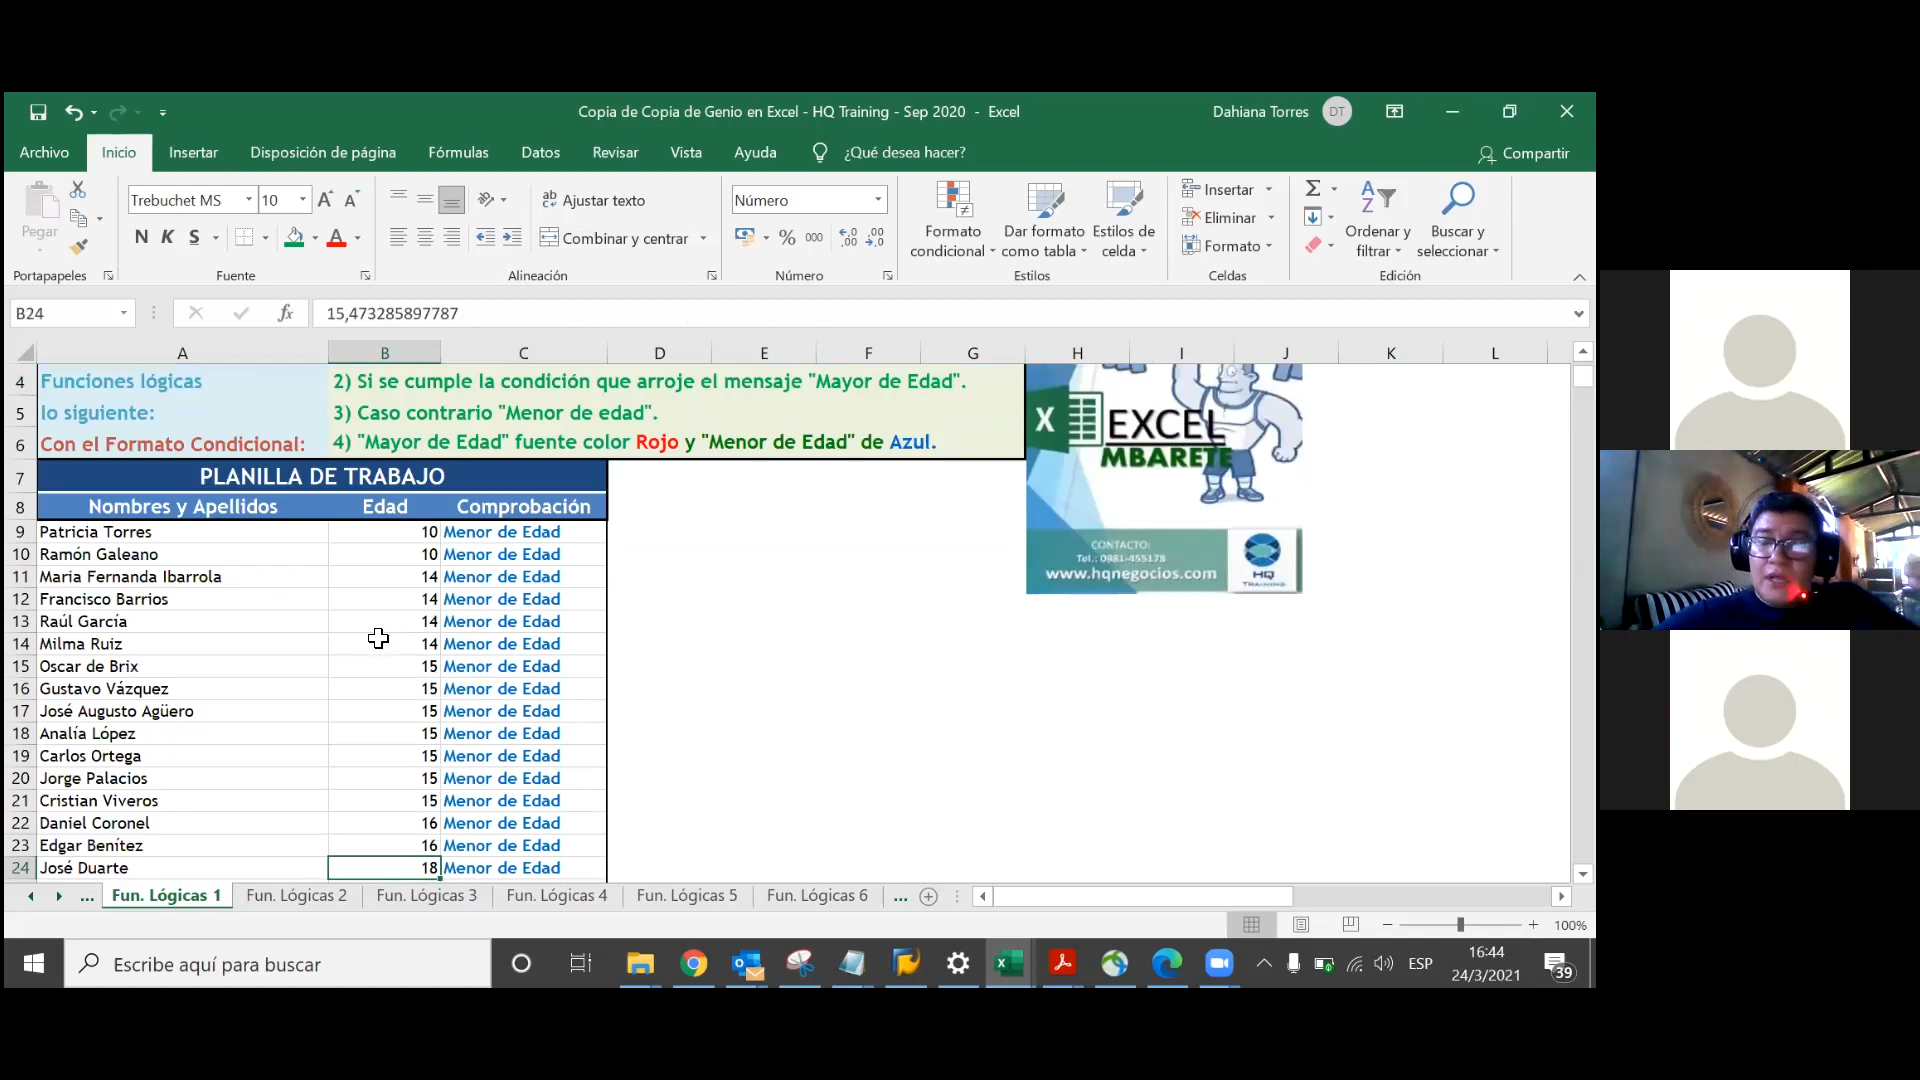 Copia de Copia de Genio en Excel - HQ Training - Sep 2020 - Excel
Dahiana Torres
DT
Archivo
Inicio
Insertar
Disposición de página
Fórmulas
Datos
Revisar
Vista
Ayuda
¿Qué desea hacer?
Compartir
Pegar
Portapapeles
Trebuchet MS
10
N K S
Fuente
Ajustar texto
Combinar y centrar
Alineación
Número
% 000
Número
Formato condicional
Dar formato como tabla
Estilos de celda
Estilos
Insertar
Eliminar
Formato
Celdas
Ordenar y filtrar
Buscar y seleccionar
Edición
B24
fx
15,473285897787
A B C D E F G H I J K L
4 Funciones lógicas 2) Si se cumple la condición que arroje el mensaje "Mayor de Edad".
5 lo siguiente: 3) Caso contrario "Menor de edad".
6 Con el Formato Condicional: 4) "Mayor de Edad" fuente color Rojo y "Menor de Edad" de Azul.
7 PLANILLA DE TRABAJO
8 Nombres y Apellidos Edad Comprobación
9 Patricia Torres 10 Menor de Edad
10 Ramón Galeano 10 Menor de Edad
11 Maria Fernanda Ibarrola 14 Menor de Edad
12 Francisco Barrios 14 Menor de Edad
13 Raúl García 14 Menor de Edad
14 Milma Ruiz 14 Menor de Edad
15 Oscar de Brix 15 Menor de Edad
16 Gustavo Vázquez 15 Menor de Edad
17 José Augusto Agüero 15 Menor de Edad
18 Analía López 15 Menor de Edad
19 Carlos Ortega 15 Menor de Edad
20 Jorge Palacios 15 Menor de Edad
21 Cristian Viveros 15 Menor de Edad
22 Daniel Coronel 16 Menor de Edad
23 Edgar Benítez 16 Menor de Edad
24 José Duarte 18 Menor de Edad
X EXCEL
MBARETE
CONTACTO:
Tel.: 0981-455178
www.hqnegocios.com
HQ
TRAINING
... Fun. Lógicas 1 Fun. Lógicas 2 Fun. Lógicas 3 Fun. Lógicas 4 Fun. Lógicas 5 Fun. Lógicas 6 ...
100%
Escribe aquí para buscar
ESP
16:44
24/3/2021
39